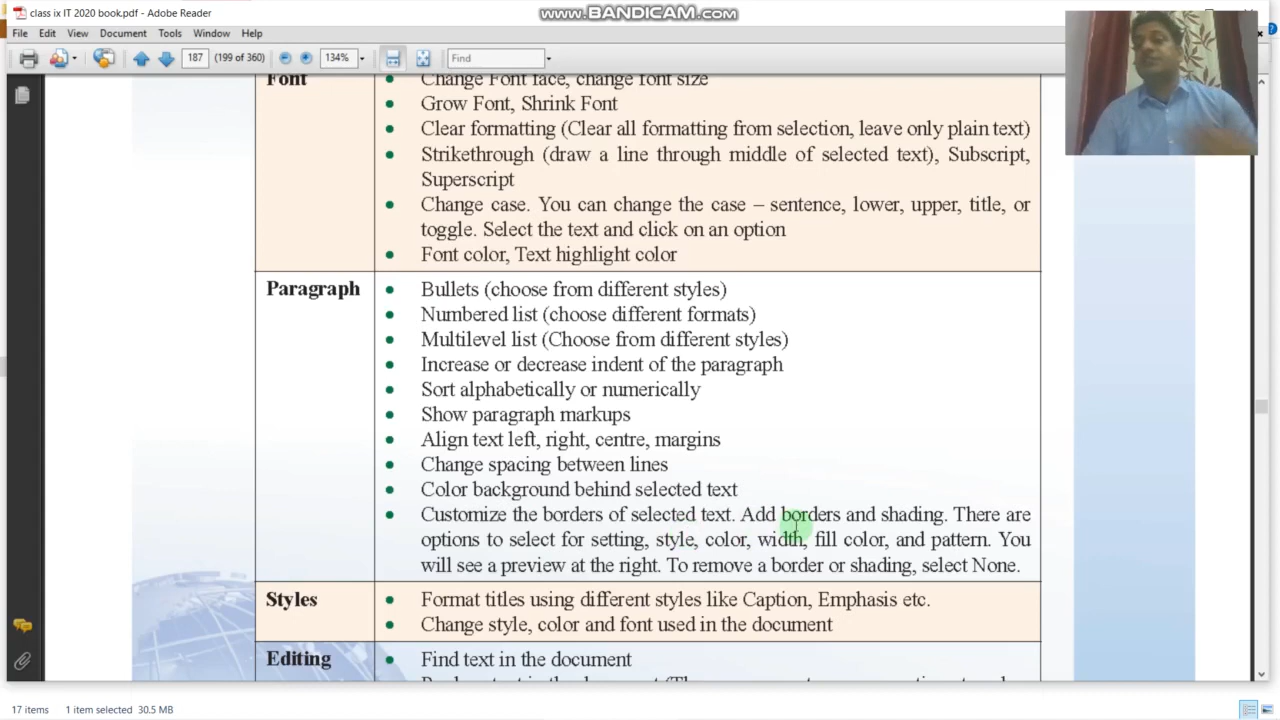 class ix IT 2020 book.pdf - Adobe Reader
www.BANDICAM.com
File Edit View Document Tools Window Help
187 (199 of 360) 134% Find
Font
• Change Font face, change font size
• Grow Font, Shrink Font
• Clear formatting (Clear all formatting from selection, leave only plain text)
• Strikethrough (draw a line through middle of selected text), Subscript,
Superscript
• Change case. You can change the case – sentence, lower, upper, title, or
toggle. Select the text and click on an option
• Font color, Text highlight color
Paragraph
• Bullets (choose from different styles)
• Numbered list (choose different formats)
• Multilevel list (Choose from different styles)
• Increase or decrease indent of the paragraph
• Sort alphabetically or numerically
• Show paragraph markups
• Align text left, right, centre, margins
• Change spacing between lines
• Color background behind selected text
• Customize the borders of selected text. Add borders and shading. There are
options to select for setting, style, color, width, fill color, and pattern. You
will see a preview at the right. To remove a border or shading, select None.
Styles
• Format titles using different styles like Caption, Emphasis etc.
• Change style, color and font used in the document
Editing
• Find text in the document
17 items 1 item selected 30.5 MB